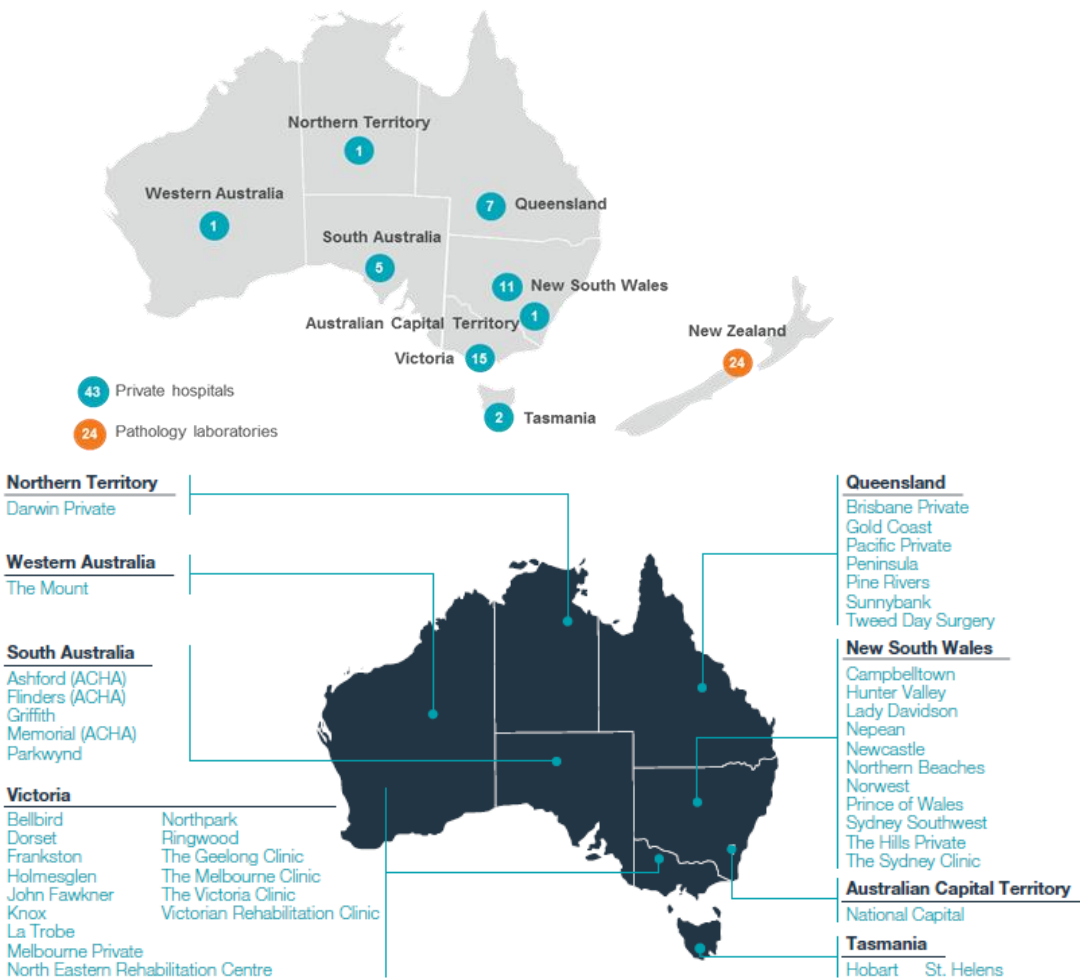 Northern Territory
1
Western Australia
1
7 Queensland
South Australia
5
11 New South Wales
Australian Capital Territory 1
New Zealand
24
Victoria 15
43 Private hospitals
2 Tasmania
24 Pathology laboratories
Northern Territory
Darwin Private
Western Australia
The Mount
South Australia
Ashford (ACHA)
Flinders (ACHA)
Griffith
Memorial (ACHA)
Parkwynd
Victoria
Bellbird
Dorset
Frankston
Holmesglen
John Fawkner
Knox
La Trobe
Melbourne Private
North Eastern Rehabilitation Centre
Northpark
Ringwood
The Geelong Clinic
The Melbourne Clinic
The Victoria Clinic
Victorian Rehabilitation Clinic
Queensland
Brisbane Private
Gold Coast
Pacific Private
Peninsula
Pine Rivers
Sunnybank
Tweed Day Surgery
New South Wales
Campbelltown
Hunter Valley
Lady Davidson
Nepean
Newcastle
Northern Beaches
Norwest
Prince of Wales
Sydney Southwest
The Hills Private
The Sydney Clinic
Australian Capital Territory
National Capital
Tasmania
Hobart St. Helens